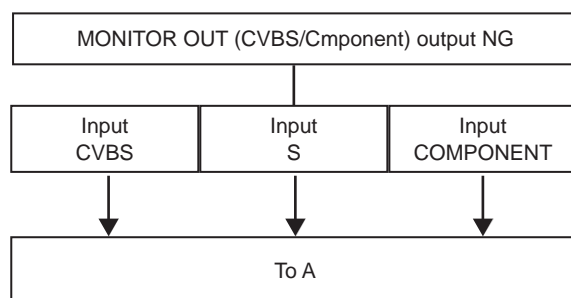 MONITOR OUT (CVBS/Cmponent) output NG
Input
CVBS
Input
S
Input
COMPONENT
To A